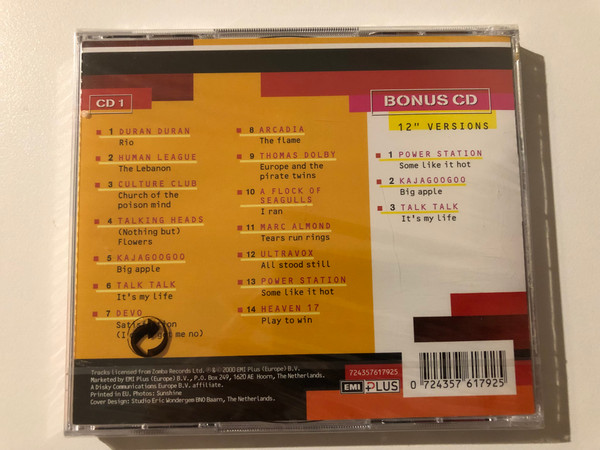 CD 1
1 DURAN DURAN
Rio
2 HUMAN LEAGUE
The Lebanon
3 CULTURE CLUB
Church of the
poison mind
4 TALKING HEADS
(Nothing but)
Flowers
5 KAJAGOOGOO
Big apple
6 TALK TALK
It's my life
7 DEVO
me no)
8 ARCADIA
The flame
9 THOMAS DOLBY
Europe and the
pirate twins
10 A FLOCK OF
SEAGULLS
I ran
11 MARC ALMOND
Tears run rings
12 ULTRAVOX
All stood still
13 POWER STATION
Some like it hot
14 HEAVEN 17
Play to win
BONUS CD
12" VERSIONS
1 POWER STATION
Some like it hot
2 KAJAGOOGOO
Big apple
3 TALK TALK
It's my life
Tracks licensed from Zomba Records Ltd. ℗ & © 2000 EMI Plus (Europe) B.V.
Marketed by EMI Plus (Europe) B.V., P.O. Box 249, 1620 AE Hoorn, The Netherlands.
A Disky Communications Europe B.V. affiliate.
Printed in EU. Photos: Sunshine
Cover Design: Studio Eric Wondergem BNO Baarn, The Netherlands.
724357617925
EMI PLUS
0 724357 617925